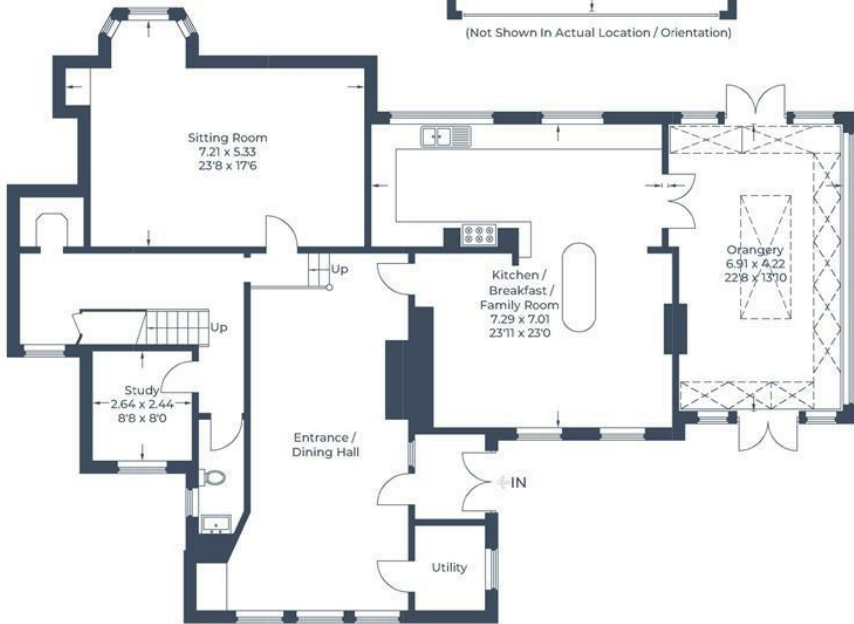 (Not Shown In Actual Location / Orientation)
Sitting Room
7.21 x 5.33
23'8 x 17'6
Up
Kitchen /
Breakfast /
Family Room
7.29 x 7.01
23'11 x 23'0
Orangery
6.91 x 4.22
22'8 x 13'10
Up
Study
2.64 x 2.44
8'8 x 8'0
Entrance /
Dining Hall
IN
Utility